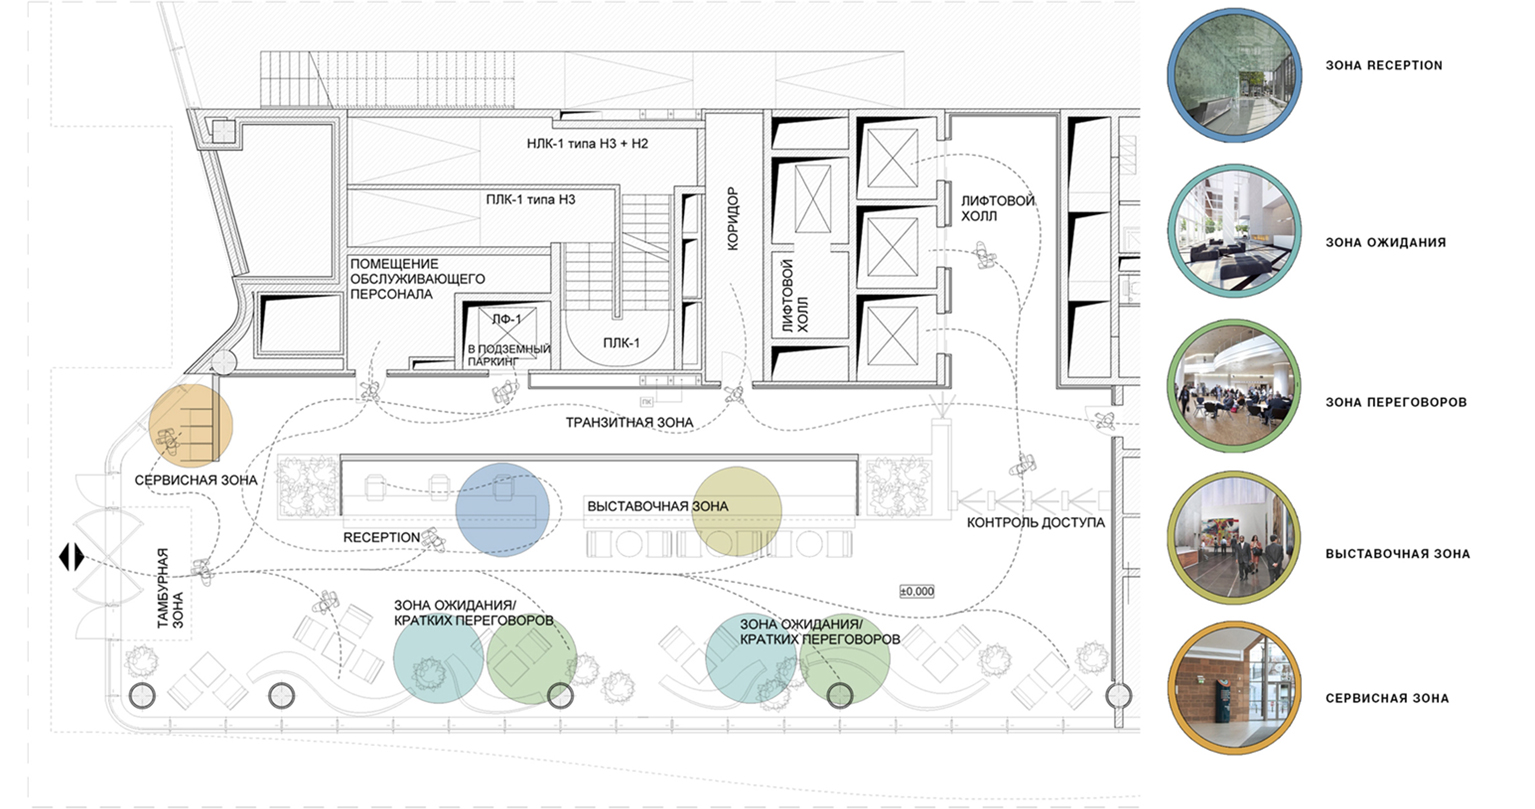 НЛК-1 типа Н3 + Н2
ПЛК-1 типа Н3
ПОМЕЩЕНИЕ
ОБСЛУЖИВАЮЩЕГО
ПЕРСОНАЛА
ЛФ-1
В ПОДЗЕМНЫЙ
ПАРКИНГ
ПЛК-1
КОРИДОР
ЛИФТОВОЙ
ХОЛЛ
ЛИФТОВОЙ
ХОЛЛ
ПК
ТРАНЗИТНАЯ ЗОНА
СЕРВИСНАЯ ЗОНА
ВЫСТАВОЧНАЯ ЗОНА
RECEPTION
КОНТРОЛЬ ДОСТУПА
ТАМБУРНАЯ
ЗОНА
±0,000
ЗОНА ОЖИДАНИЯ/
КРАТКИХ ПЕРЕГОВОРОВ
ЗОНА ОЖИДАНИЯ/
КРАТКИХ ПЕРЕГОВОРОВ
ЗОНА RECEPTION
ЗОНА ОЖИДАНИЯ
ЗОНА ПЕРЕГОВОРОВ
ВЫСТАВОЧНАЯ ЗОНА
СЕРВИСНАЯ ЗОНА